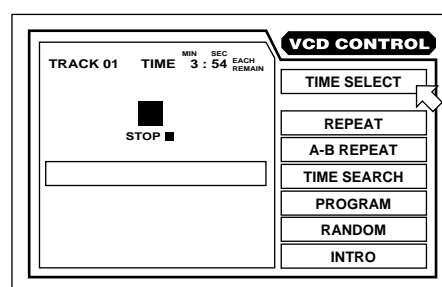 VCD CONTROL
MIN SEC
TRACK 01 TIME 3 : 54 EACH REMAIN
STOP
TIME SELECT
REPEAT
A-B REPEAT
TIME SEARCH
PROGRAM
RANDOM
INTRO